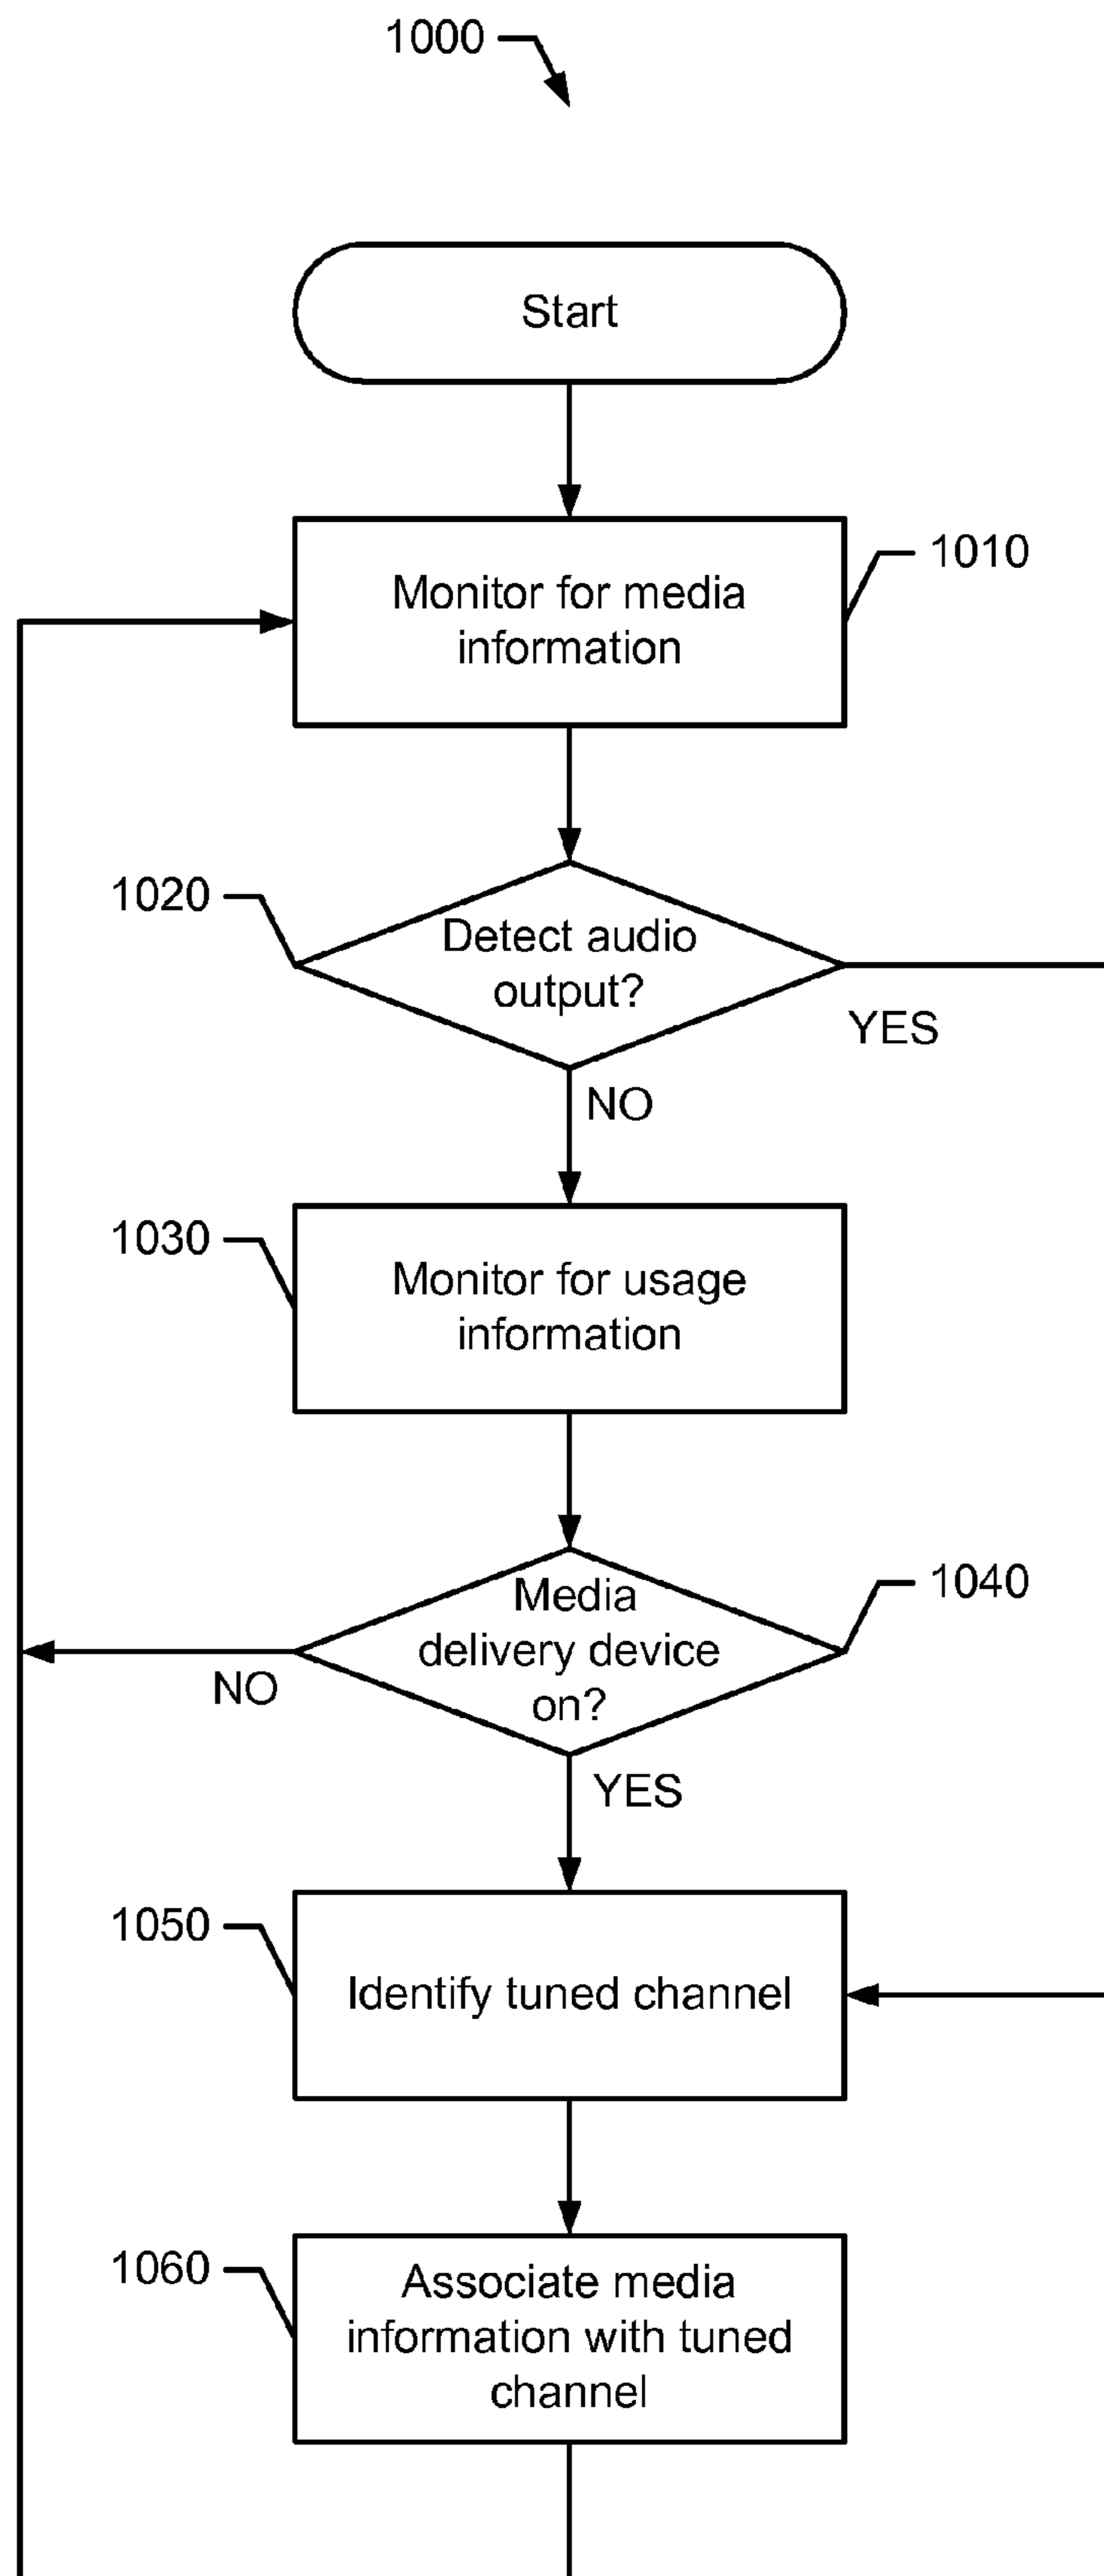 1000
Start
Monitor for media
information
1010
1020
Detect audio
output?
YES
NO
1030
Monitor for usage
information
1040
Media
delivery device
on?
NO
YES
1050
Identify tuned channel
1060
Associate media
information with tuned
channel